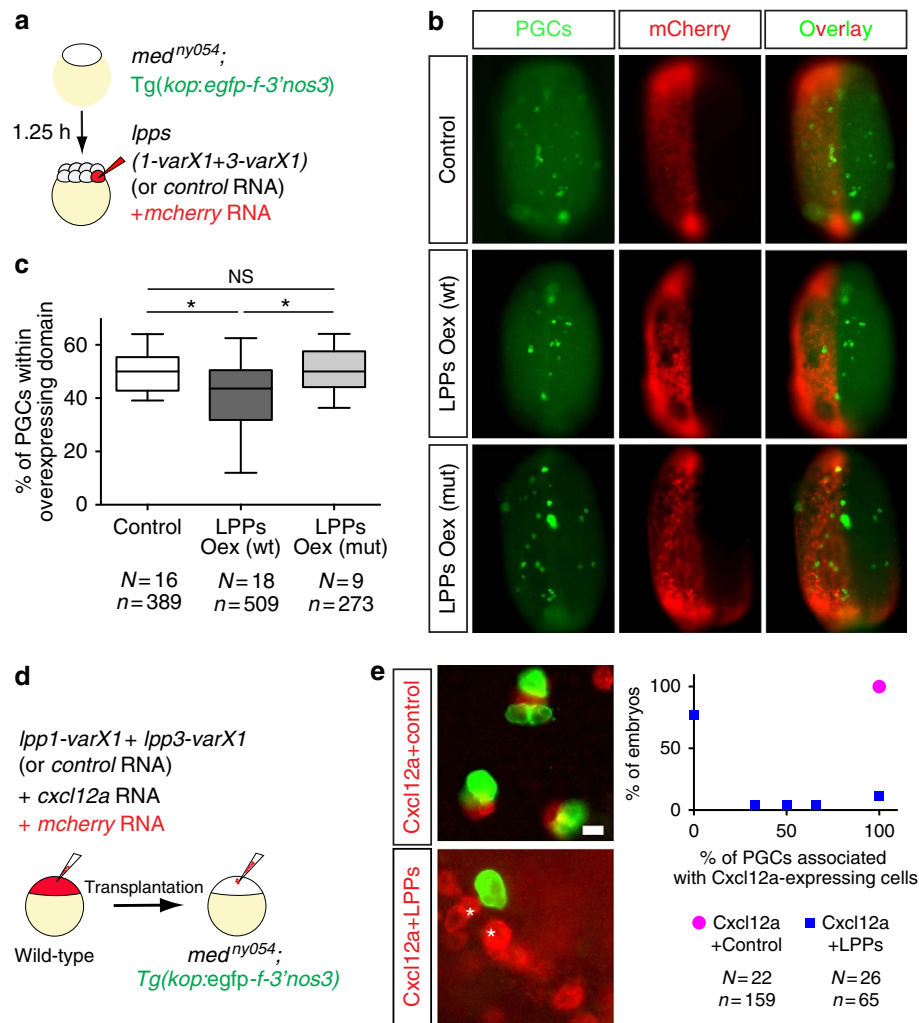 a
med ny054;
Tg(kop:egfp-f-3'nos3)
1.25 h
lpps
(1-varX1+3-varX1)
(or control RNA)
+mcherry RNA
b
PGCs
mCherry
Overlay
Control
LPPs Oex (wt)
LPPs Oex (mut)
c
NS
*
*
% of PGCs within
overexpressing domain
60
40
20
0
Control
LPPs
Oex (wt)
LPPs
Oex (mut)
N=16
n=389
N=18
n=509
N=9
n=273
d
lpp1-varX1 + lpp3-varX1
(or control RNA)
+ cxcl12a RNA
+ mcherry RNA
Transplantation
Wild-type
med ny054;
Tg(kop:egfp-f-3'nos3)
e
Cxcl12a+control
Cxcl12a+LPPs
*
*
% of embryos
100
50
0
0
50
100
% of PGCs associated
with Cxcl12a-expressing cells
Cxcl12a
+Control
Cxcl12a
+LPPs
N=22
n=159
N=26
n=65